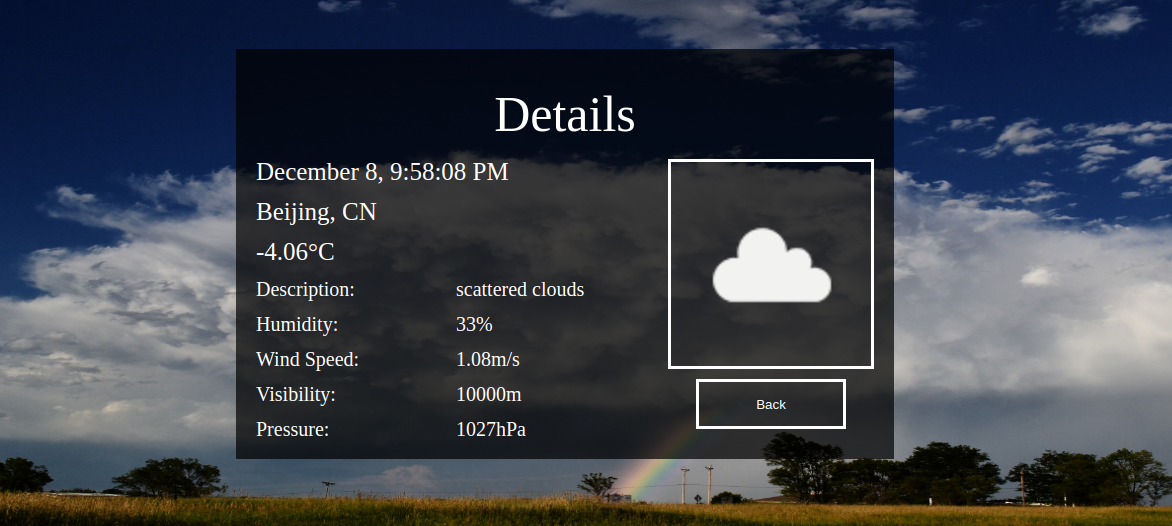 Details
December 8, 9:58:08 PM
Beijing, CN
-4.06°C
Description: scattered clouds
Humidity: 33%
Wind Speed: 1.08m/s
Visibility: 10000m
Pressure: 1027hPa
Back